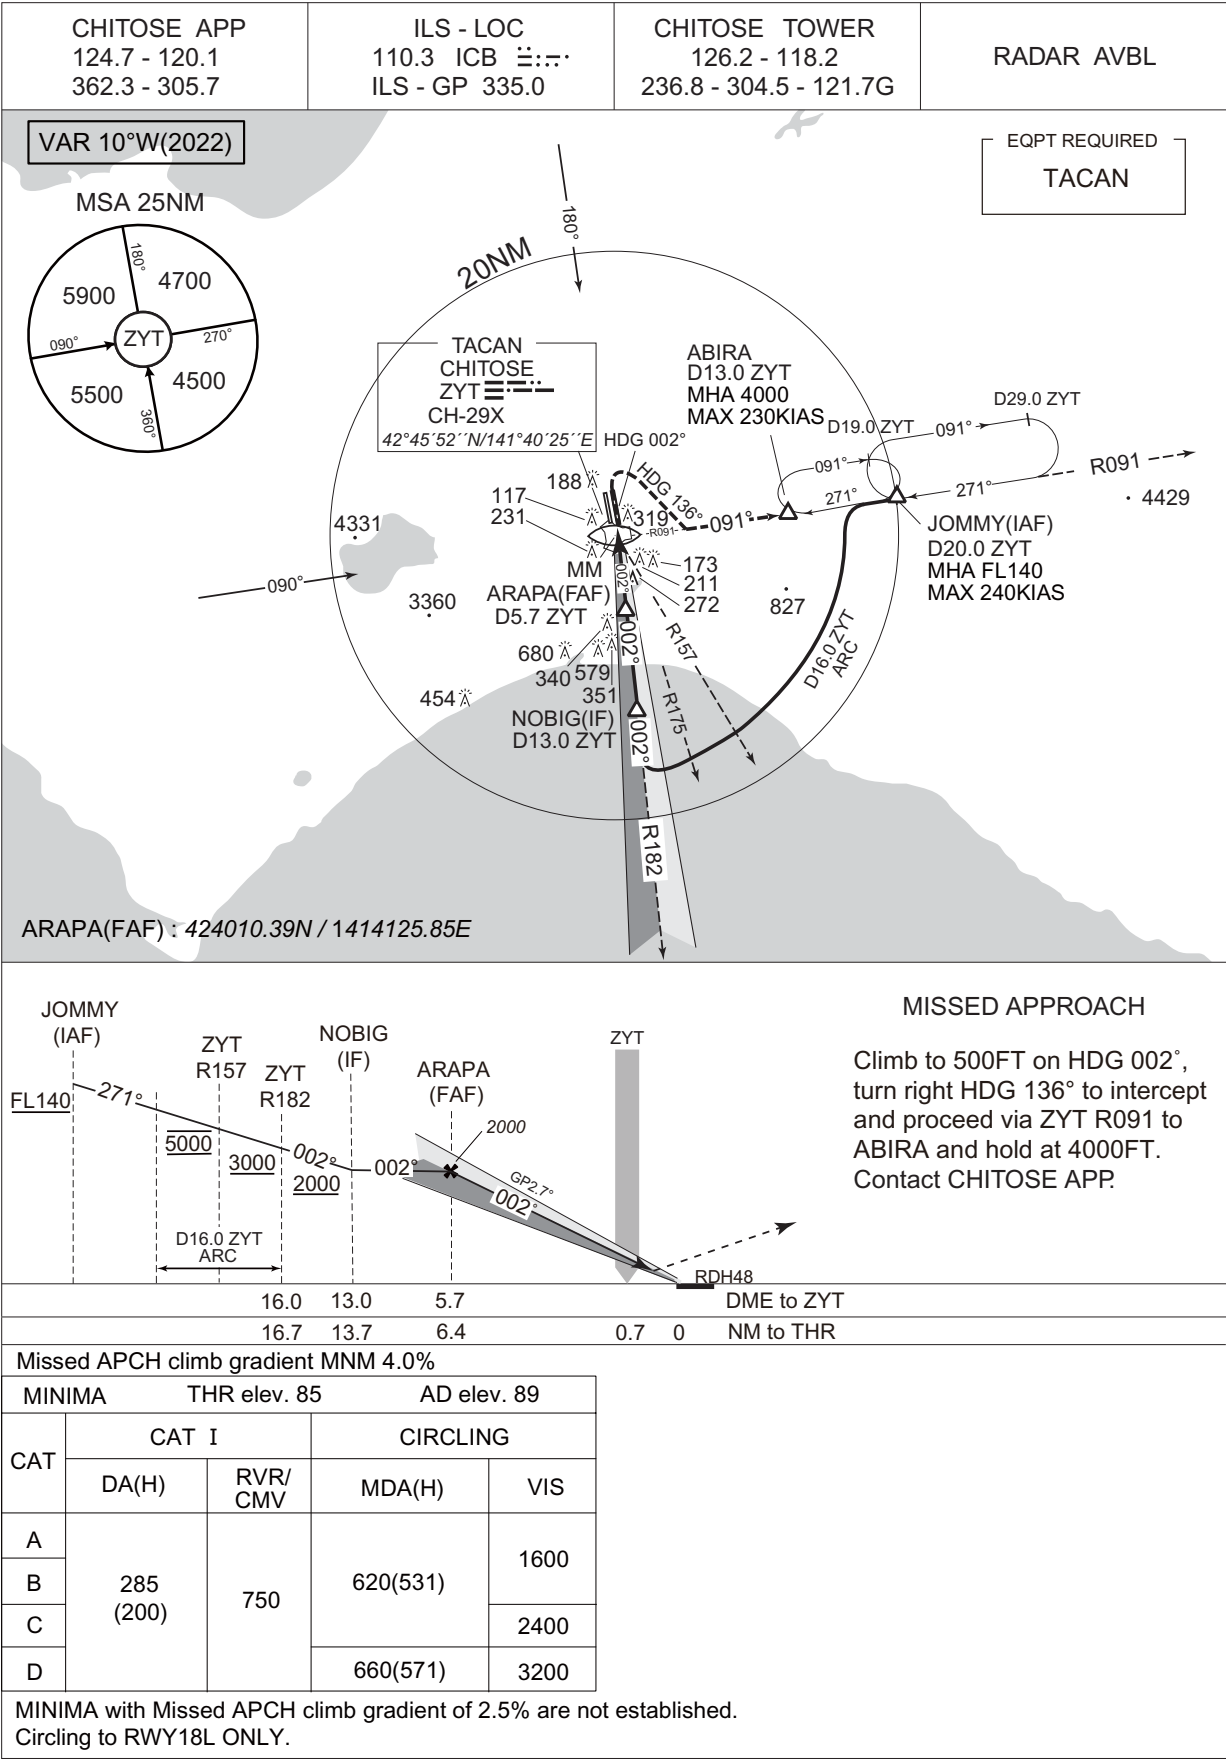 CHITOSE APP
124.7 - 120.1
362.3 - 305.7
ILS - LOC
110.3 ICB
ILS - GP 335.0
CHITOSE TOWER
126.2 - 118.2
236.8 - 304.5 - 121.7G
RADAR AVBL
VAR 10°W(2022)
EQPT REQUIRED
TACAN
MSA 25NM
5900
4700
5500
4500
180°
090°
270°
360°
ZYT
180°
20NM
TACAN
CHITOSE
ZYT
CH-29X
42°45´52´´N/141°40´25´´E
HDG 002°
HDG 136°
ABIRA
D13.0 ZYT
MHA 4000
MAX 230KIAS
D19.0 ZYT
D29.0 ZYT
091°
091°
271°
271°
R091
091°
R091
4429
JOMMY(IAF)
D20.0 ZYT
MHA FL140
MAX 240KIAS
188
117
231
319
4331
090°
3360
MM
173
211
272
827
ARAPA(FAF)
D5.7 ZYT
002°
002°
002°
680
340
579
351
454
NOBIG(IF)
D13.0 ZYT
R157
R175
R182
D16.0 ZYT
ARC
ARAPA(FAF) : 424010.39N / 1414125.85E
JOMMY
(IAF)
ZYT
R157
ZYT
R182
NOBIG
(IF)
ARAPA
(FAF)
ZYT
FL140
271°
5000
3000
2000
002°
002°
2000
GP2.7°
002°
D16.0 ZYT
ARC
RDH48
16.0 13.0 5.7 DME to ZYT
16.7 13.7 6.4 0.7 0 NM to THR
MISSED APPROACH
Climb to 500FT on HDG 002°,
turn right HDG 136° to intercept
and proceed via ZYT R091 to
ABIRA and hold at 4000FT.
Contact CHITOSE APP.
Missed APCH climb gradient MNM 4.0%
MINIMA THR elev. 85 AD elev. 89
CAT
CAT I
CIRCLING
DA(H)
RVR/
CMV
MDA(H)
VIS
A
B
C
D
285
(200)
750
620(531)
1600
2400
660(571)
3200
MINIMA with Missed APCH climb gradient of 2.5% are not established.
Circling to RWY18L ONLY.